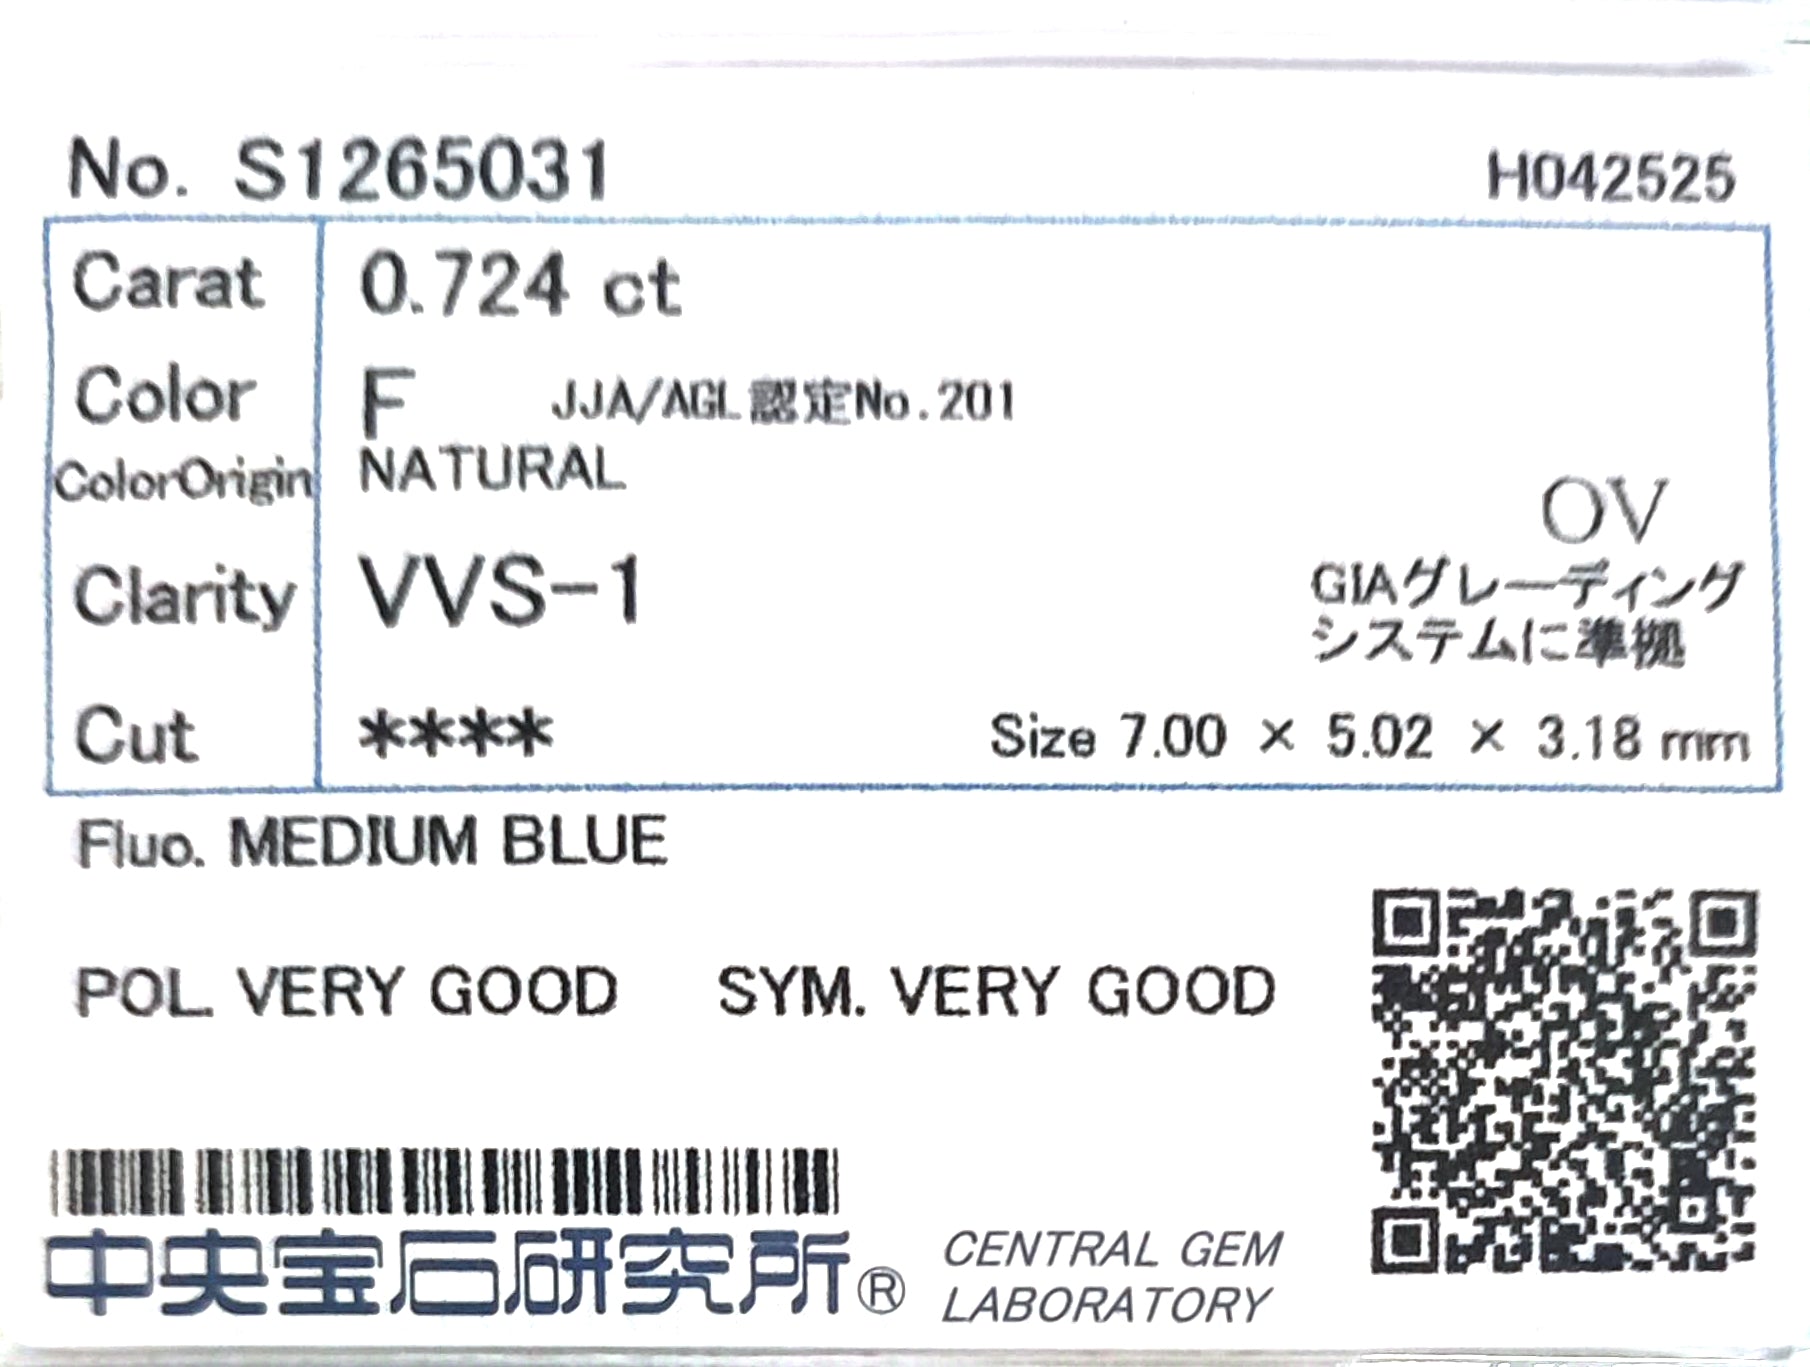 No. S1265031 H042525
Carat 0.724 ct
Color F JJA/AGL認定No.201
ColorOrigin NATURAL
OV
Clarity VVS-1 GIAグレーディング
システムに準拠
Cut **** Size 7.00 × 5.02 × 3.18 mm
Fluo. MEDIUM BLUE
POL. VERY GOOD SYM. VERY GOOD
中央宝石研究所® CENTRAL GEM
LABORATORY